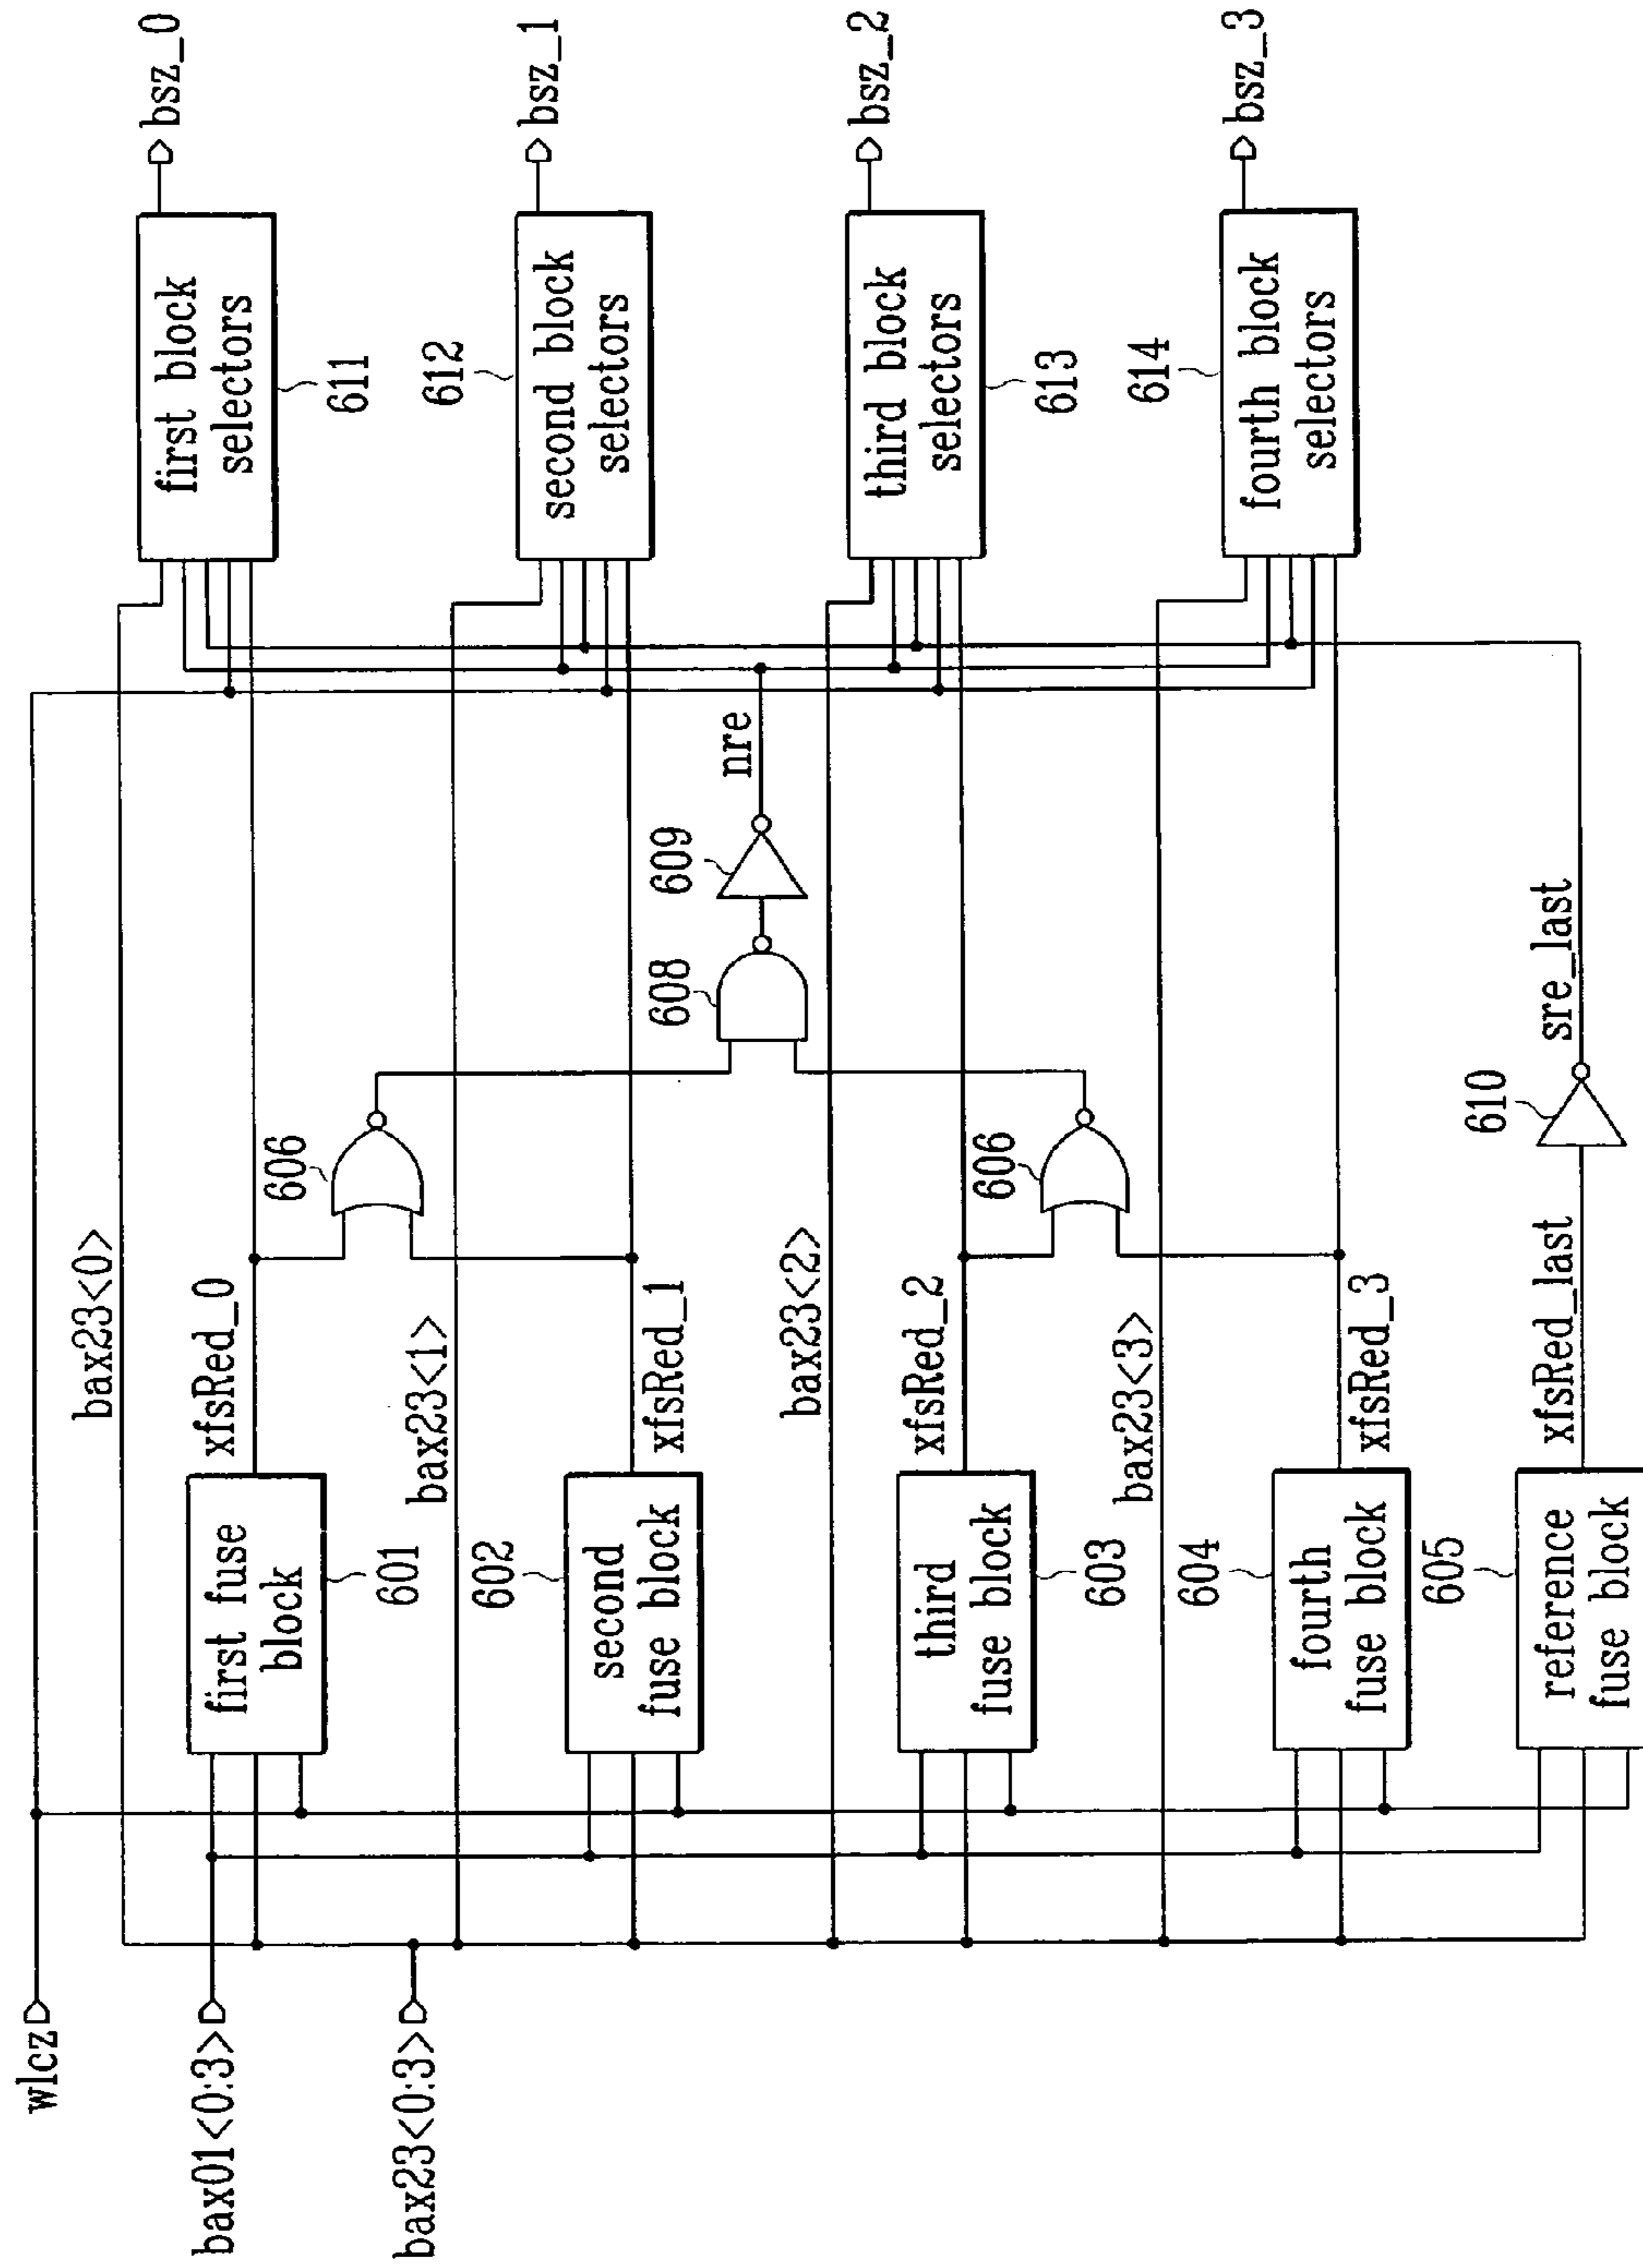 wlcz
bax01<0:3>
bax23<0:3>
bax23<0>
first fuse
block
601
xfsRed_0
606
first block
selectors
611
bsz_0
bax23<1>
second
fuse block
602
xfsRed_1
608
609
nre
second block
selectors
612
bsz_1
bax23<2>
third
fuse block
603
xfsRed_2
606
third block
selectors
613
bsz_2
bax23<3>
fourth
fuse block
604
xfsRed_3
fourth block
selectors
614
bsz_3
reference
fuse block
605
xfsRed_last
610
sre_last